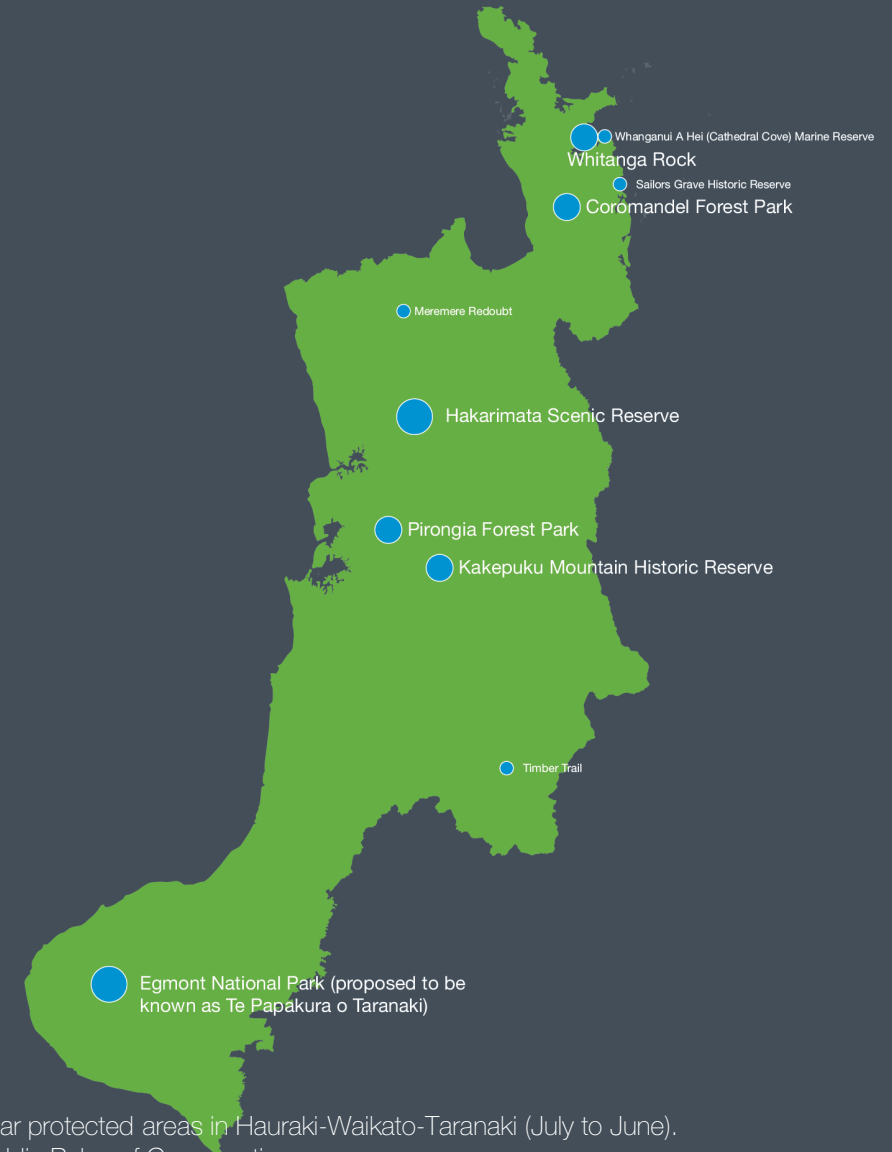 Whanganui A Hei (Cathedral Cove) Marine Reserve
Whitanga Rock
Sailors Grave Historic Reserve
Coromandel Forest Park
Meremere Redoubt
Hakarimata Scenic Reserve
Pirongia Forest Park
Kakepuku Mountain Historic Reserve
Timber Trail
Egmont National Park (proposed to be
known as Te Papakura o Taranaki)
ar protected areas in Hauraki-Waikato-Taranaki (July to June).